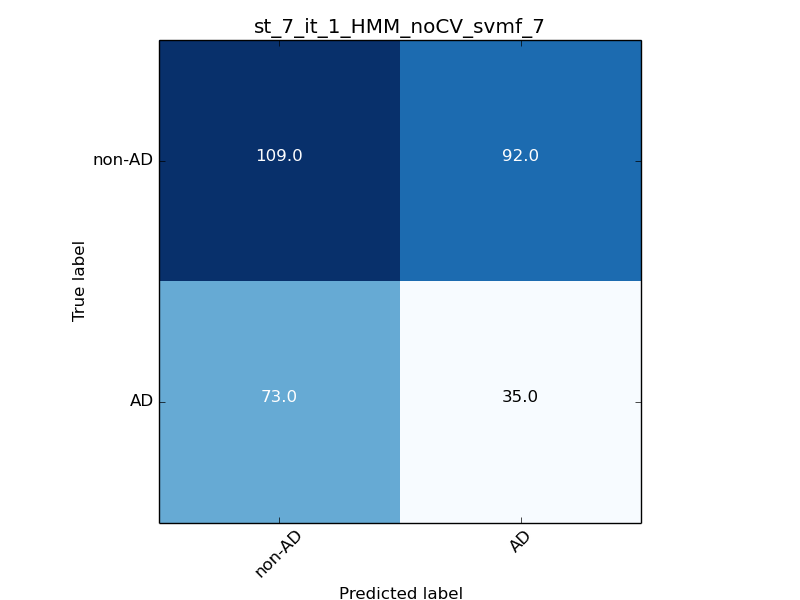 st_7_it_1_HMM_noCV_svmf_7
non-AD
109.0
92.0
True label
AD
73.0
35.0
non-AD
AD
Predicted label